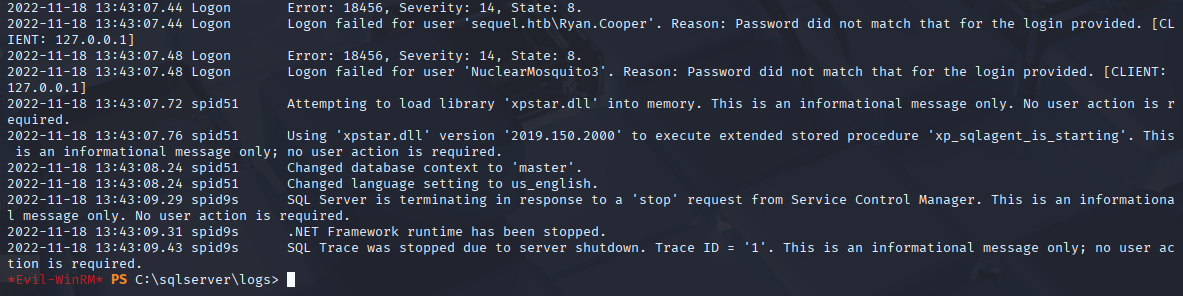 2022-11-18 13:43:07.44 Logon       Error: 18456, Severity: 14, State: 8.
2022-11-18 13:43:07.44 Logon       Logon failed for user 'sequel.htb\Ryan.Cooper'. Reason: Password did not match that for the login provided. [CL
IENT: 127.0.0.1]
2022-11-18 13:43:07.48 Logon       Error: 18456, Severity: 14, State: 8.
2022-11-18 13:43:07.48 Logon       Logon failed for user 'NuclearMosquito3'. Reason: Password did not match that for the login provided. [CLIENT:
127.0.0.1]
2022-11-18 13:43:07.72 spid51      Attempting to load library 'xpstar.dll' into memory. This is an informational message only. No user action is r
equired.
2022-11-18 13:43:07.76 spid51      Using 'xpstar.dll' version '2019.150.2000' to execute extended stored procedure 'xp_sqlagent_is_starting'. This
 is an informational message only; no user action is required.
2022-11-18 13:43:08.24 spid51      Changed database context to 'master'.
2022-11-18 13:43:08.24 spid51      Changed language setting to us_english.
2022-11-18 13:43:09.29 spid9s      SQL Server is terminating in response to a 'stop' request from Service Control Manager. This is an informationa
l message only. No user action is required.
2022-11-18 13:43:09.31 spid9s      .NET Framework runtime has been stopped.
2022-11-18 13:43:09.43 spid9s      SQL Trace was stopped due to server shutdown. Trace ID = '1'. This is an informational message only; no user ac
tion is required.
*Evil-WinRM* PS C:\sqlserver\logs>